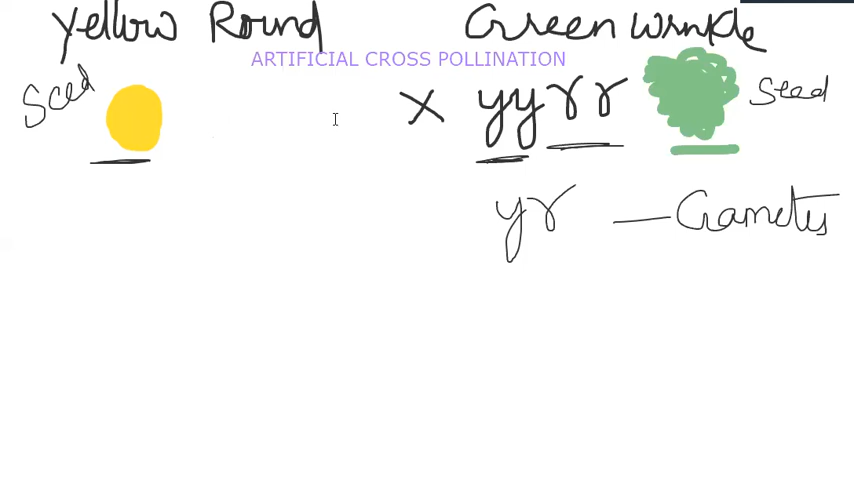 Yellow Round Green Wrinkle
ARTIFICIAL CROSS POLLINATION
Seed × yyrr Seed
yr — Gametes